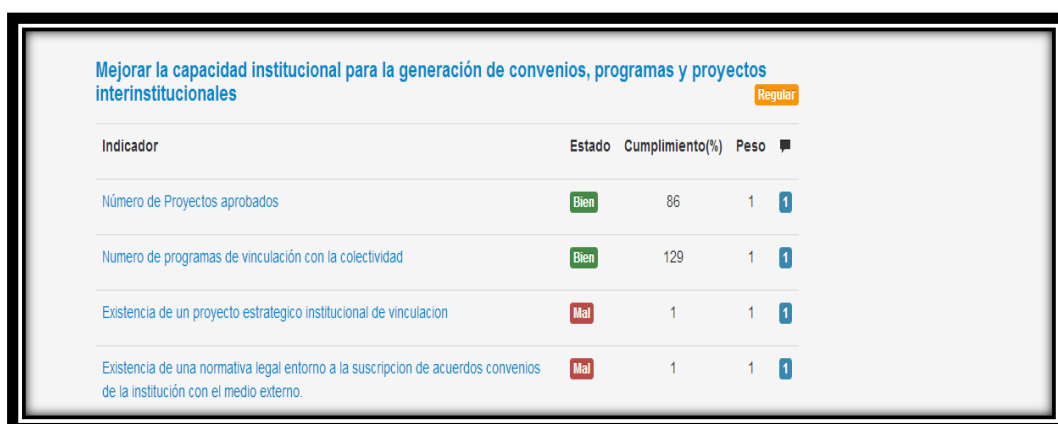 Mejorar la capacidad institucional para la generación de convenios, programas y proyectos
interinstitucionales Regular
Indicador Estado Cumplimiento(%) Peso
Número de Proyectos aprobados Bien 86 1 1
Numero de programas de vinculación con la colectividad Bien 129 1 1
Existencia de un proyecto estrategico institucional de vinculacion Mal 1 1 1
Existencia de una normativa legal entorno a la suscripcion de acuerdos convenios Mal 1 1 1
de la institución con el medio externo.